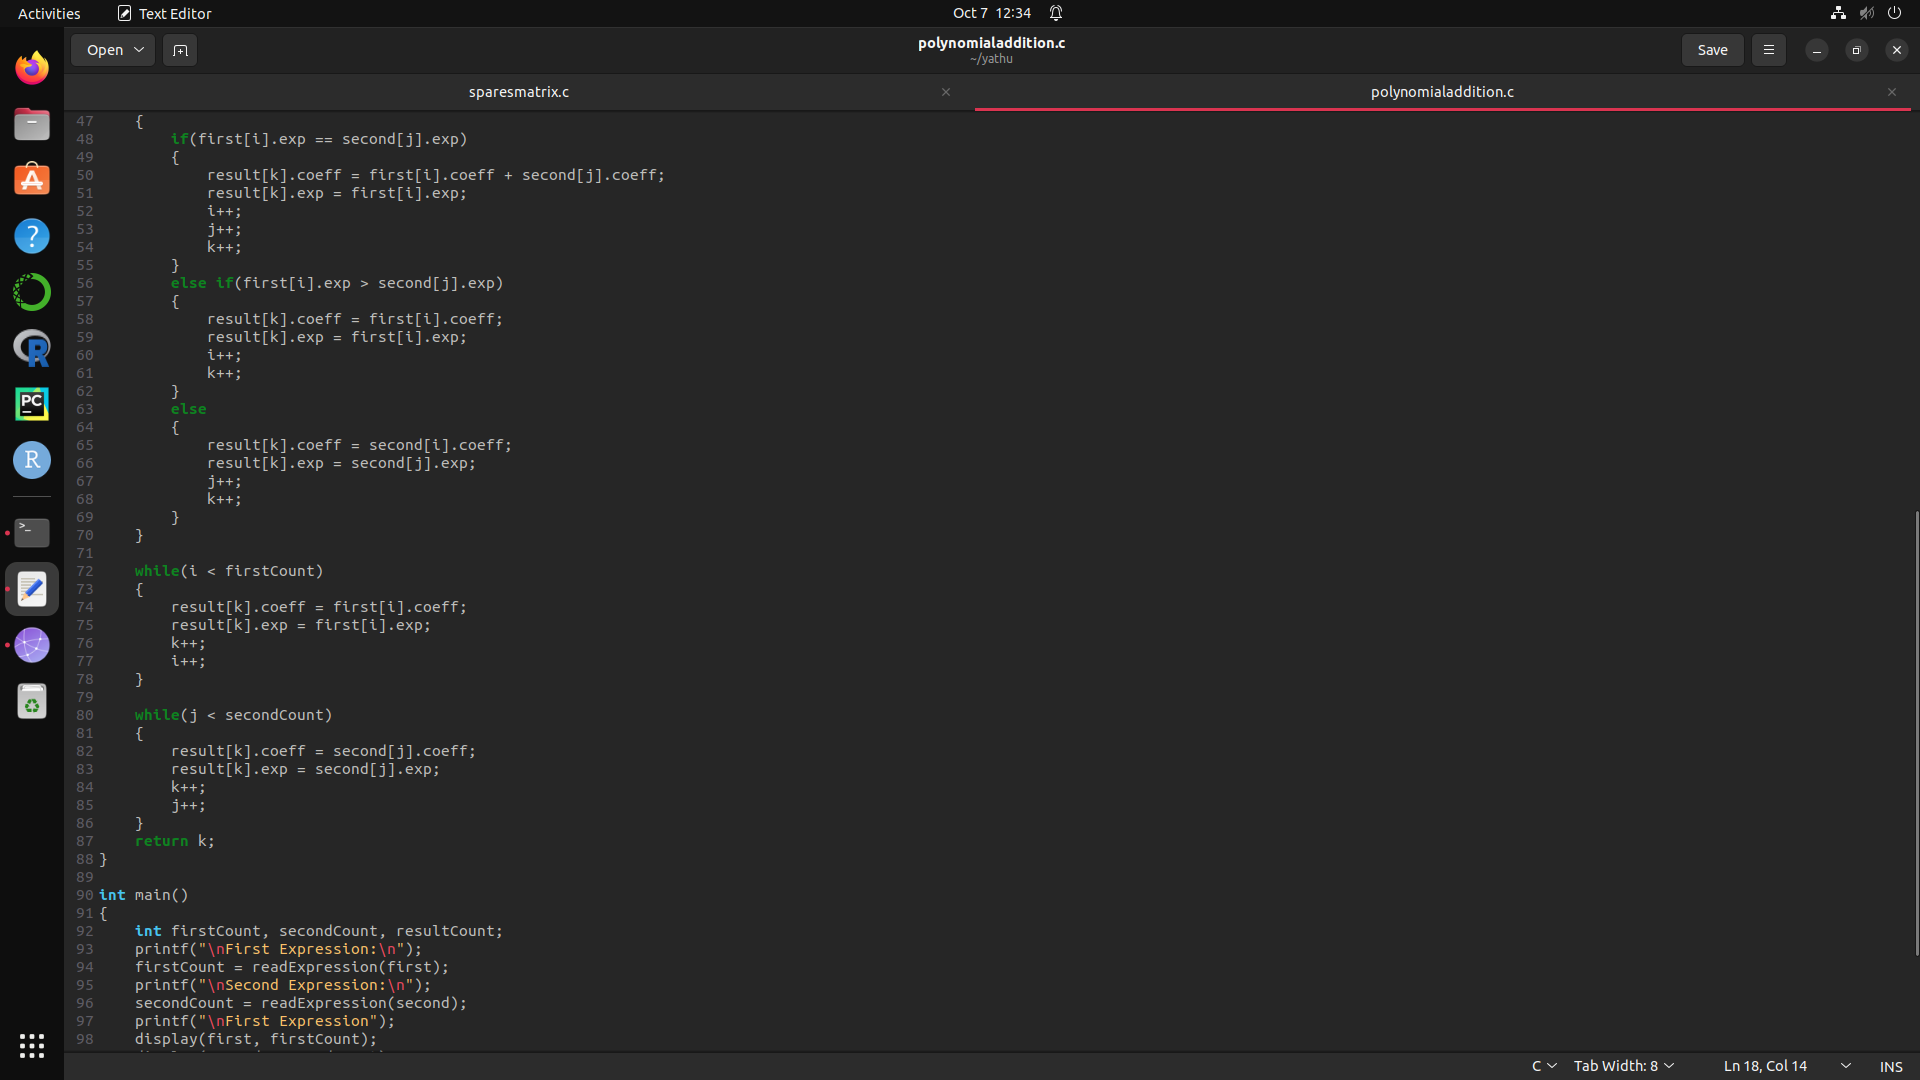 Activities Text Editor Oct 7 12:34
Open polynomialaddition.c Save
~/yathu
sparesmatrix.c polynomialaddition.c
47 {
48 if(first[i].exp == second[j].exp)
49 {
50 result[k].coeff = first[i].coeff + second[j].coeff;
51 result[k].exp = first[i].exp;
52 i++;
53 j++;
54 k++;
55 }
56 else if(first[i].exp > second[j].exp)
57 {
58 result[k].coeff = first[i].coeff;
59 result[k].exp = first[i].exp;
60 i++;
61 k++;
62 }
63 else
64 {
65 result[k].coeff = second[i].coeff;
66 result[k].exp = second[j].exp;
67 j++;
68 k++;
69 }
70 }
71
72 while(i < firstCount)
73 {
74 result[k].coeff = first[i].coeff;
75 result[k].exp = first[i].exp;
76 k++;
77 i++;
78 }
79
80 while(j < secondCount)
81 {
82 result[k].coeff = second[j].coeff;
83 result[k].exp = second[j].exp;
84 k++;
85 j++;
86 }
87 return k;
88 }
89
90 int main()
91 {
92 int firstCount, secondCount, resultCount;
93 printf("\nFirst Expression:\n");
94 firstCount = readExpression(first);
95 printf("\nSecond Expression:\n");
96 secondCount = readExpression(second);
97 printf("\nFirst Expression");
98 display(first, firstCount);
C Tab Width: 8 Ln 18, Col 14 INS
PC
R
R